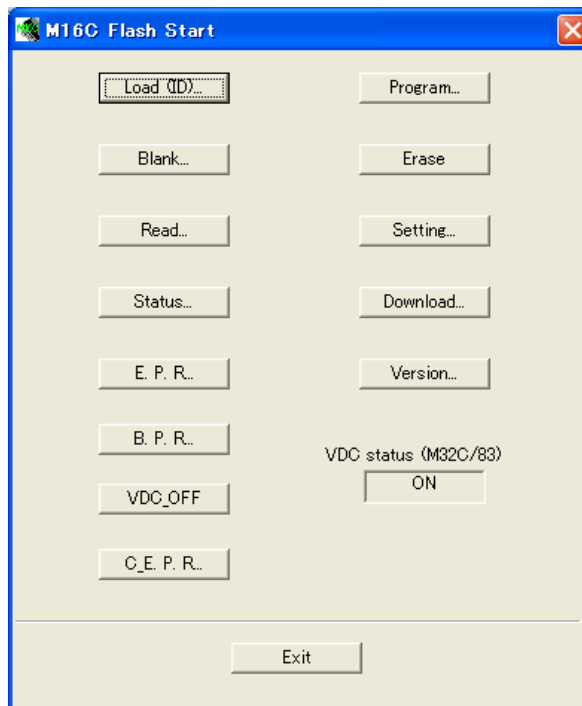 M16C Flash Start
Load (ID)...
Program...
Blank...
Erase
Read...
Setting...
Status...
Download...
E. P. R...
Version...
B. P. R...
VDC status (M32C/83)
ON
VDC_OFF
C_E. P. R...
Exit